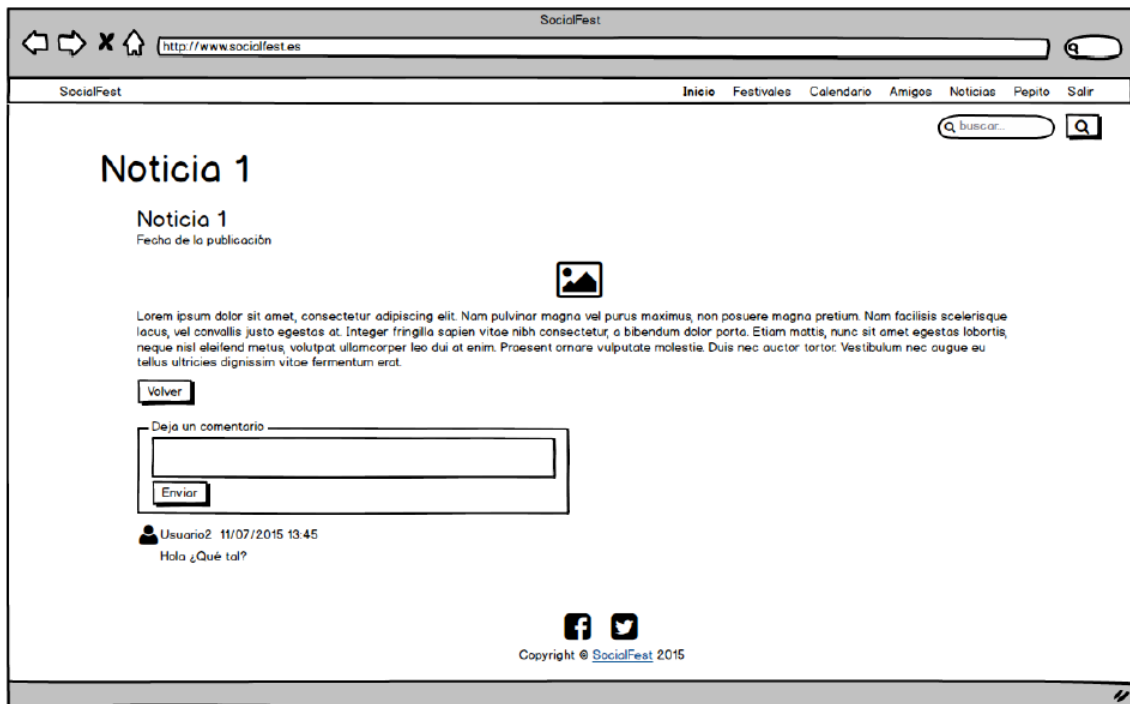 SocialFest
http://www.socialfest.es
SocialFest Inicio Festivales Calendario Amigos Noticias Pepito Salir
buscar...
Noticia 1
Noticia 1
Fecha de la publicación
Lorem ipsum dolor sit amet, consectetur adipiscing elit. Nam pulvinar magna vel purus maximus, non posuere magna pretium. Nam facilisis scelerisque
lacus, vel convallis justo egestas at. Integer fringilla sapien vitae nibh consectetur, a bibendum dolor porta. Etiam mattis, nunc sit amet egestas lobortis,
neque nisl eleifend metus, volutpat ullamcorper leo dui at enim. Praesent ornare vulputate molestie. Duis nec auctor tortor. Vestibulum nec augue eu
tellus ultricies dignissim vitae fermentum erat.
Volver
Deja un comentario
Enviar
Usuario2 11/07/2015 13:45
Hola ¿Qué tal?
Copyright © SocialFest 2015